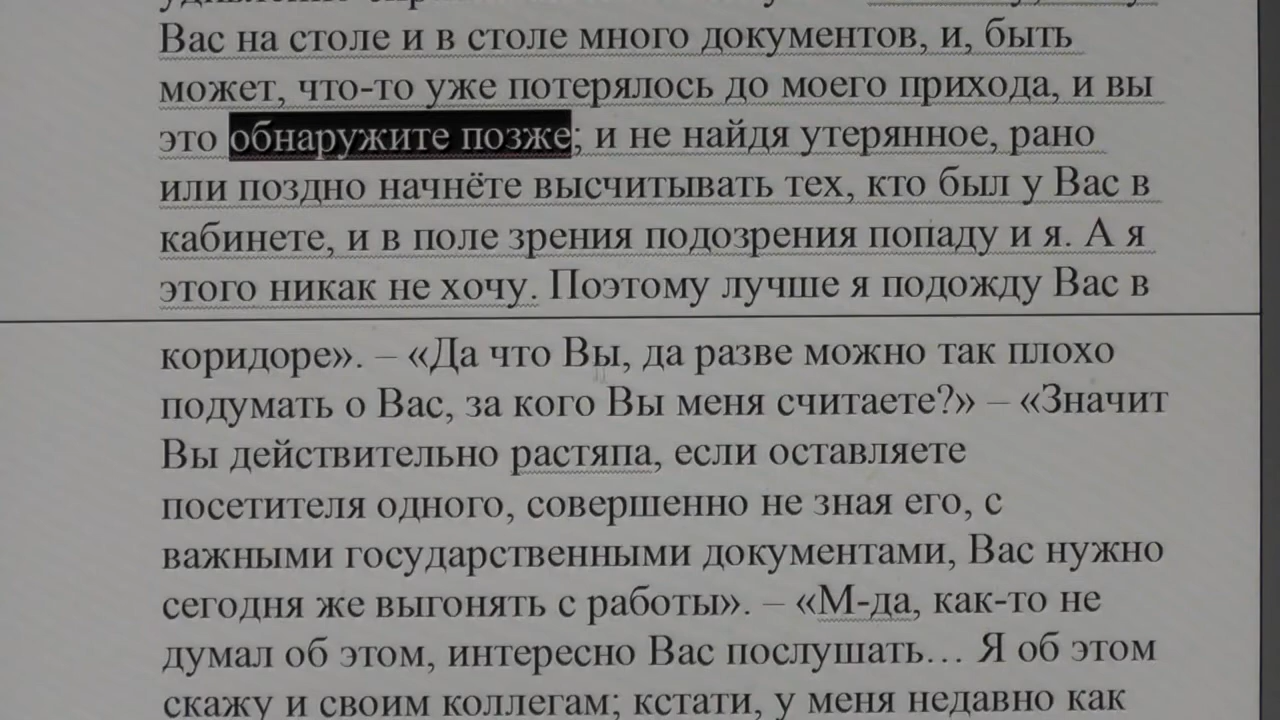 Вас на столе и в столе много документов, и, быть
может, что-то уже потерялось до моего прихода, и вы
это обнаружите позже; и не найдя утерянное, рано
или поздно начнёте высчитывать тех, кто был у Вас в
кабинете, и в поле зрения подозрения попаду и я. А я
этого никак не хочу. Поэтому лучше я подожду Вас в
коридоре». – «Да что Вы, да разве можно так плохо
подумать о Вас, за кого Вы меня считаете?» – «Значит
Вы действительно растяпа, если оставляете
посетителя одного, совершенно не зная его, с
важными государственными документами, Вас нужно
сегодня же выгонять с работы». – «М-да, как-то не
думал об этом, интересно Вас послушать… Я об этом
скажу и своим коллегам; кстати, у меня недавно как